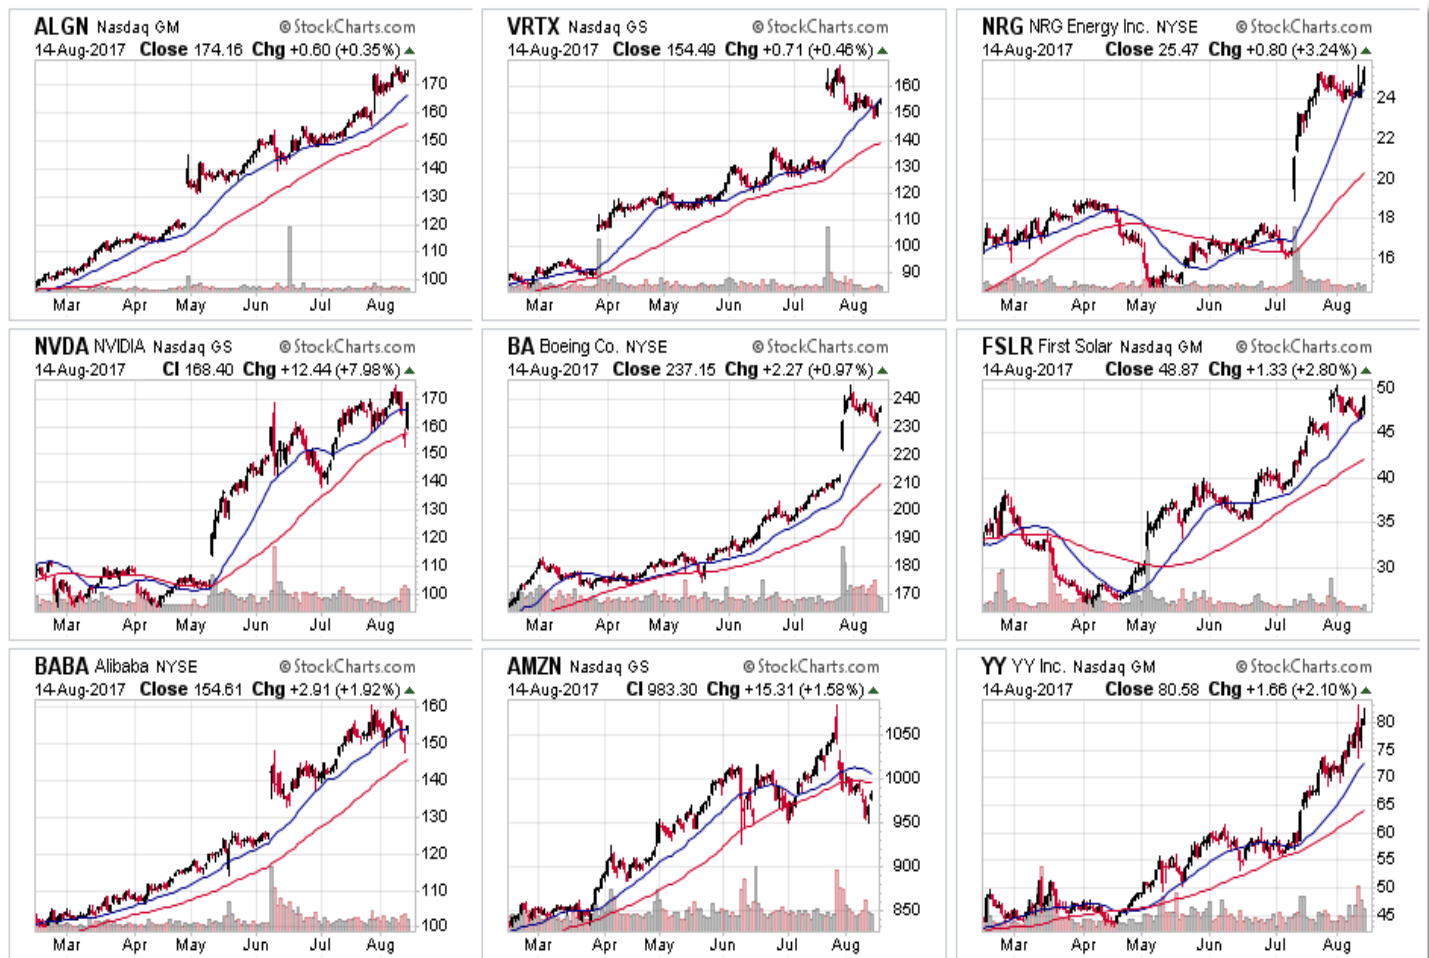 ALGN Nasdaq GM © StockCharts.com
14-Aug-2017 Close 174.16 Chg +0.60 (+0.35%)
170
160
150
140
130
120
110
100
Mar Apr May Jun Jul Aug
VRTX Nasdaq GS © StockCharts.com
14-Aug-2017 Close 154.49 Chg +0.71 (+0.46%)
160
150
140
130
120
110
100
90
Mar Apr May Jun Jul Aug
NRG NRG Energy Inc. NYSE © StockCharts.com
14-Aug-2017 Close 25.47 Chg +0.80 (+3.24%)
24
22
20
18
16
Mar Apr May Jun Jul Aug
NVDA NVIDIA Nasdaq GS © StockCharts.com
14-Aug-2017 Cl 168.40 Chg +12.44 (+7.98%)
170
160
150
140
130
120
110
100
Mar Apr May Jun Jul Aug
BA Boeing Co. NYSE © StockCharts.com
14-Aug-2017 Close 237.15 Chg +2.27 (+0.97%)
240
230
220
210
200
190
180
170
Mar Apr May Jun Jul Aug
FSLR First Solar Nasdaq GM © StockCharts.com
14-Aug-2017 Close 48.87 Chg +1.33 (+2.80%)
50
45
40
35
30
Mar Apr May Jun Jul Aug
BABA Alibaba NYSE © StockCharts.com
14-Aug-2017 Close 154.61 Chg +2.91 (+1.92%)
160
150
140
130
120
110
100
Mar Apr May Jun Jul Aug
AMZN Nasdaq GS © StockCharts.com
14-Aug-2017 Cl 983.30 Chg +15.31 (+1.58%)
1050
1000
950
900
850
Mar Apr May Jun Jul Aug
YY YY Inc. Nasdaq GM © StockCharts.com
14-Aug-2017 Close 80.58 Chg +1.66 (+2.10%)
80
75
70
65
60
55
50
45
Mar Apr May Jun Jul Aug